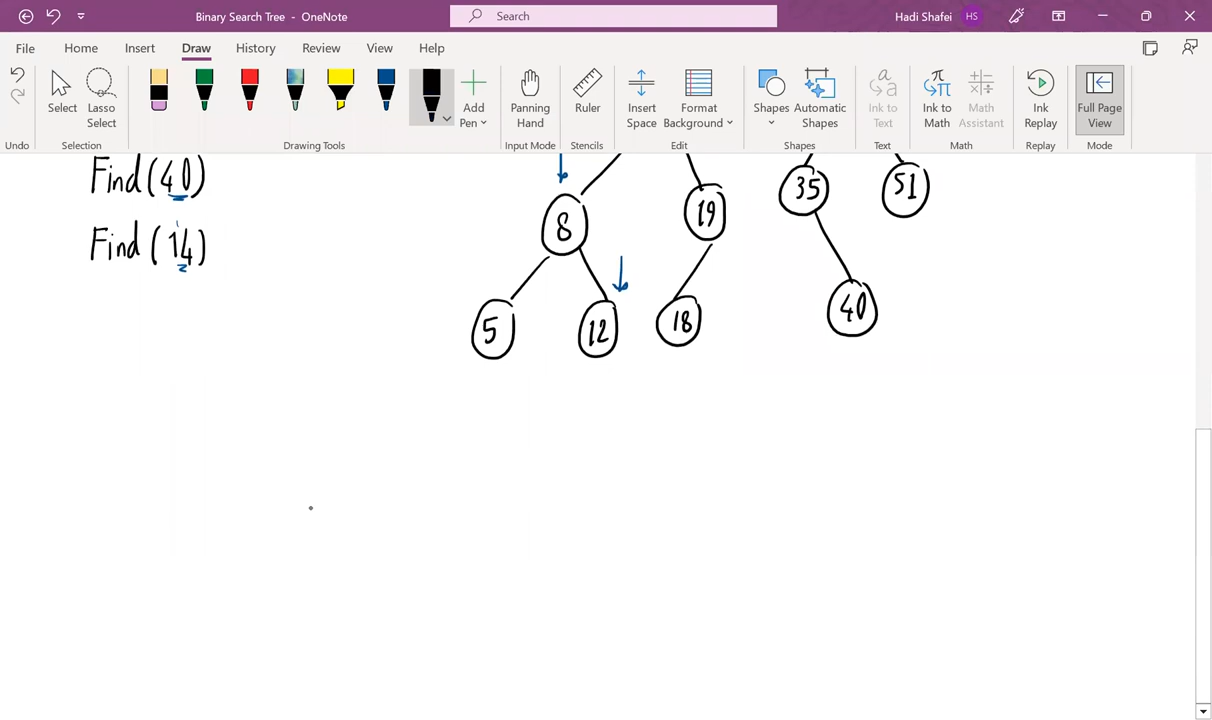 Binary Search Tree - OneNote
Search
Hadi Shafei HS
File Home Insert Draw History Review View Help
Select Lasso Select Add Pen Panning Hand Ruler Insert Space Format Background Shapes Automatic Shapes Ink to Text Ink to Math Math Assistant Ink Replay Full Page View
Undo Selection Drawing Tools Input Mode Stencils Edit Shapes Text Math Replay Mode
Find(40)
35 51
8 19
Find(14)
5 12 18 40